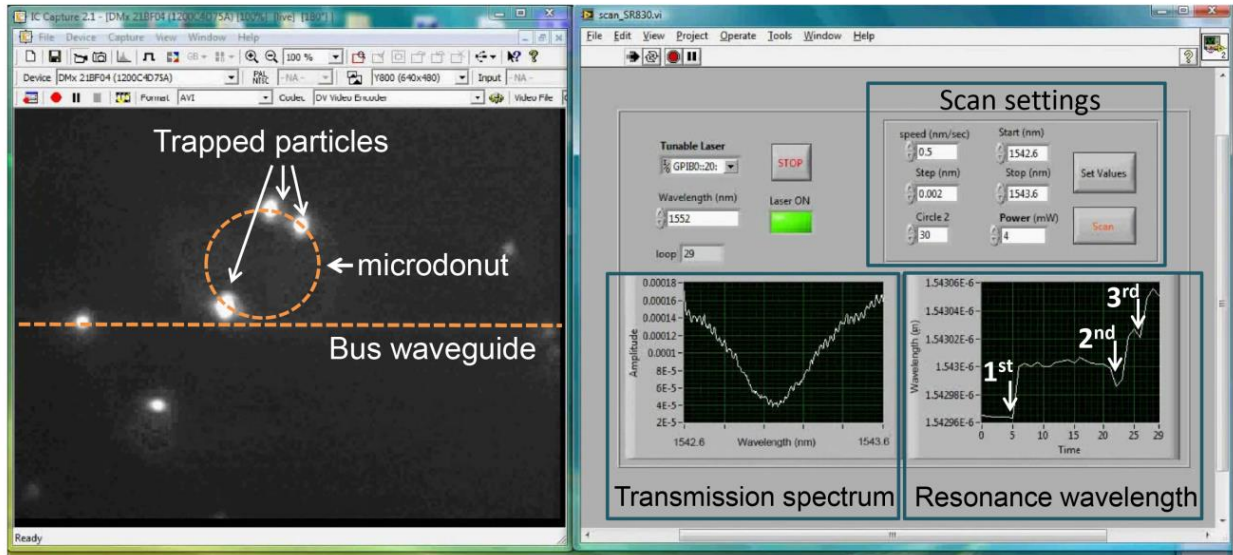 IC Capture 2.1 - [DMx 21BF04 (1200C4D75A) [100%] [live] [180°]]
File Device Capture View Window Help
100 %
Device DMx 21BF04 (1200C4D75A) PAL NTSC - NA - Y800 (640x480) Input - NA -
Format AVI Codec DV Video Encoder Video File
Trapped particles
microdonut
Bus waveguide
Ready
scan_SR830.vi
File Edit View Project Operate Tools Window Help
2
Scan settings
Tunable Laser
GPIB0::20:
STOP
Wavelength (nm)
1552
Laser ON
loop 29
speed (nm/sec) Start (nm)
0.5 1542.6
Step (nm) Stop (nm)
0.002 1543.6
Set Values
Circle 2 Power (mW)
30 4
Scan
0.00018
0.00016
0.00014
0.00012
0.0001
8E-5
6E-5
4E-5
2E-5
Amplitude
1542.6 Wavelength (nm) 1543.6
Transmission spectrum
1.54306E-6
1.54304E-6
1.54302E-6
1.543E-6
1.54298E-6
1.54296E-6
Wavelength (m)
1st
2nd
3rd
0 5 10 15 20 25 29
Time
Resonance wavelength